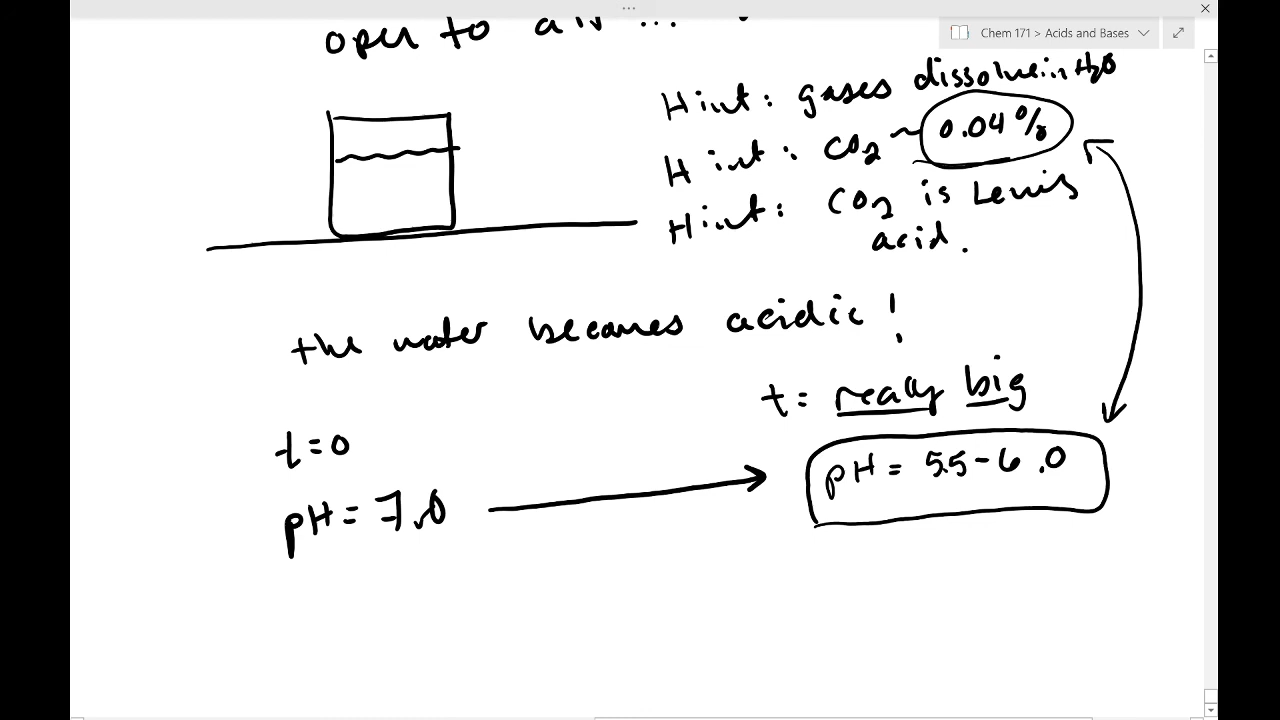 open to air ...
Chem 171 > Acids and Bases
Hint: gases dissolve in H2O
Hint: CO2 ~ 0.04%
Hint: CO2 is Lewis
acid.
the water becomes acidic!
t = really big
t=0
pH = 5.5-6.0
pH = 7.0